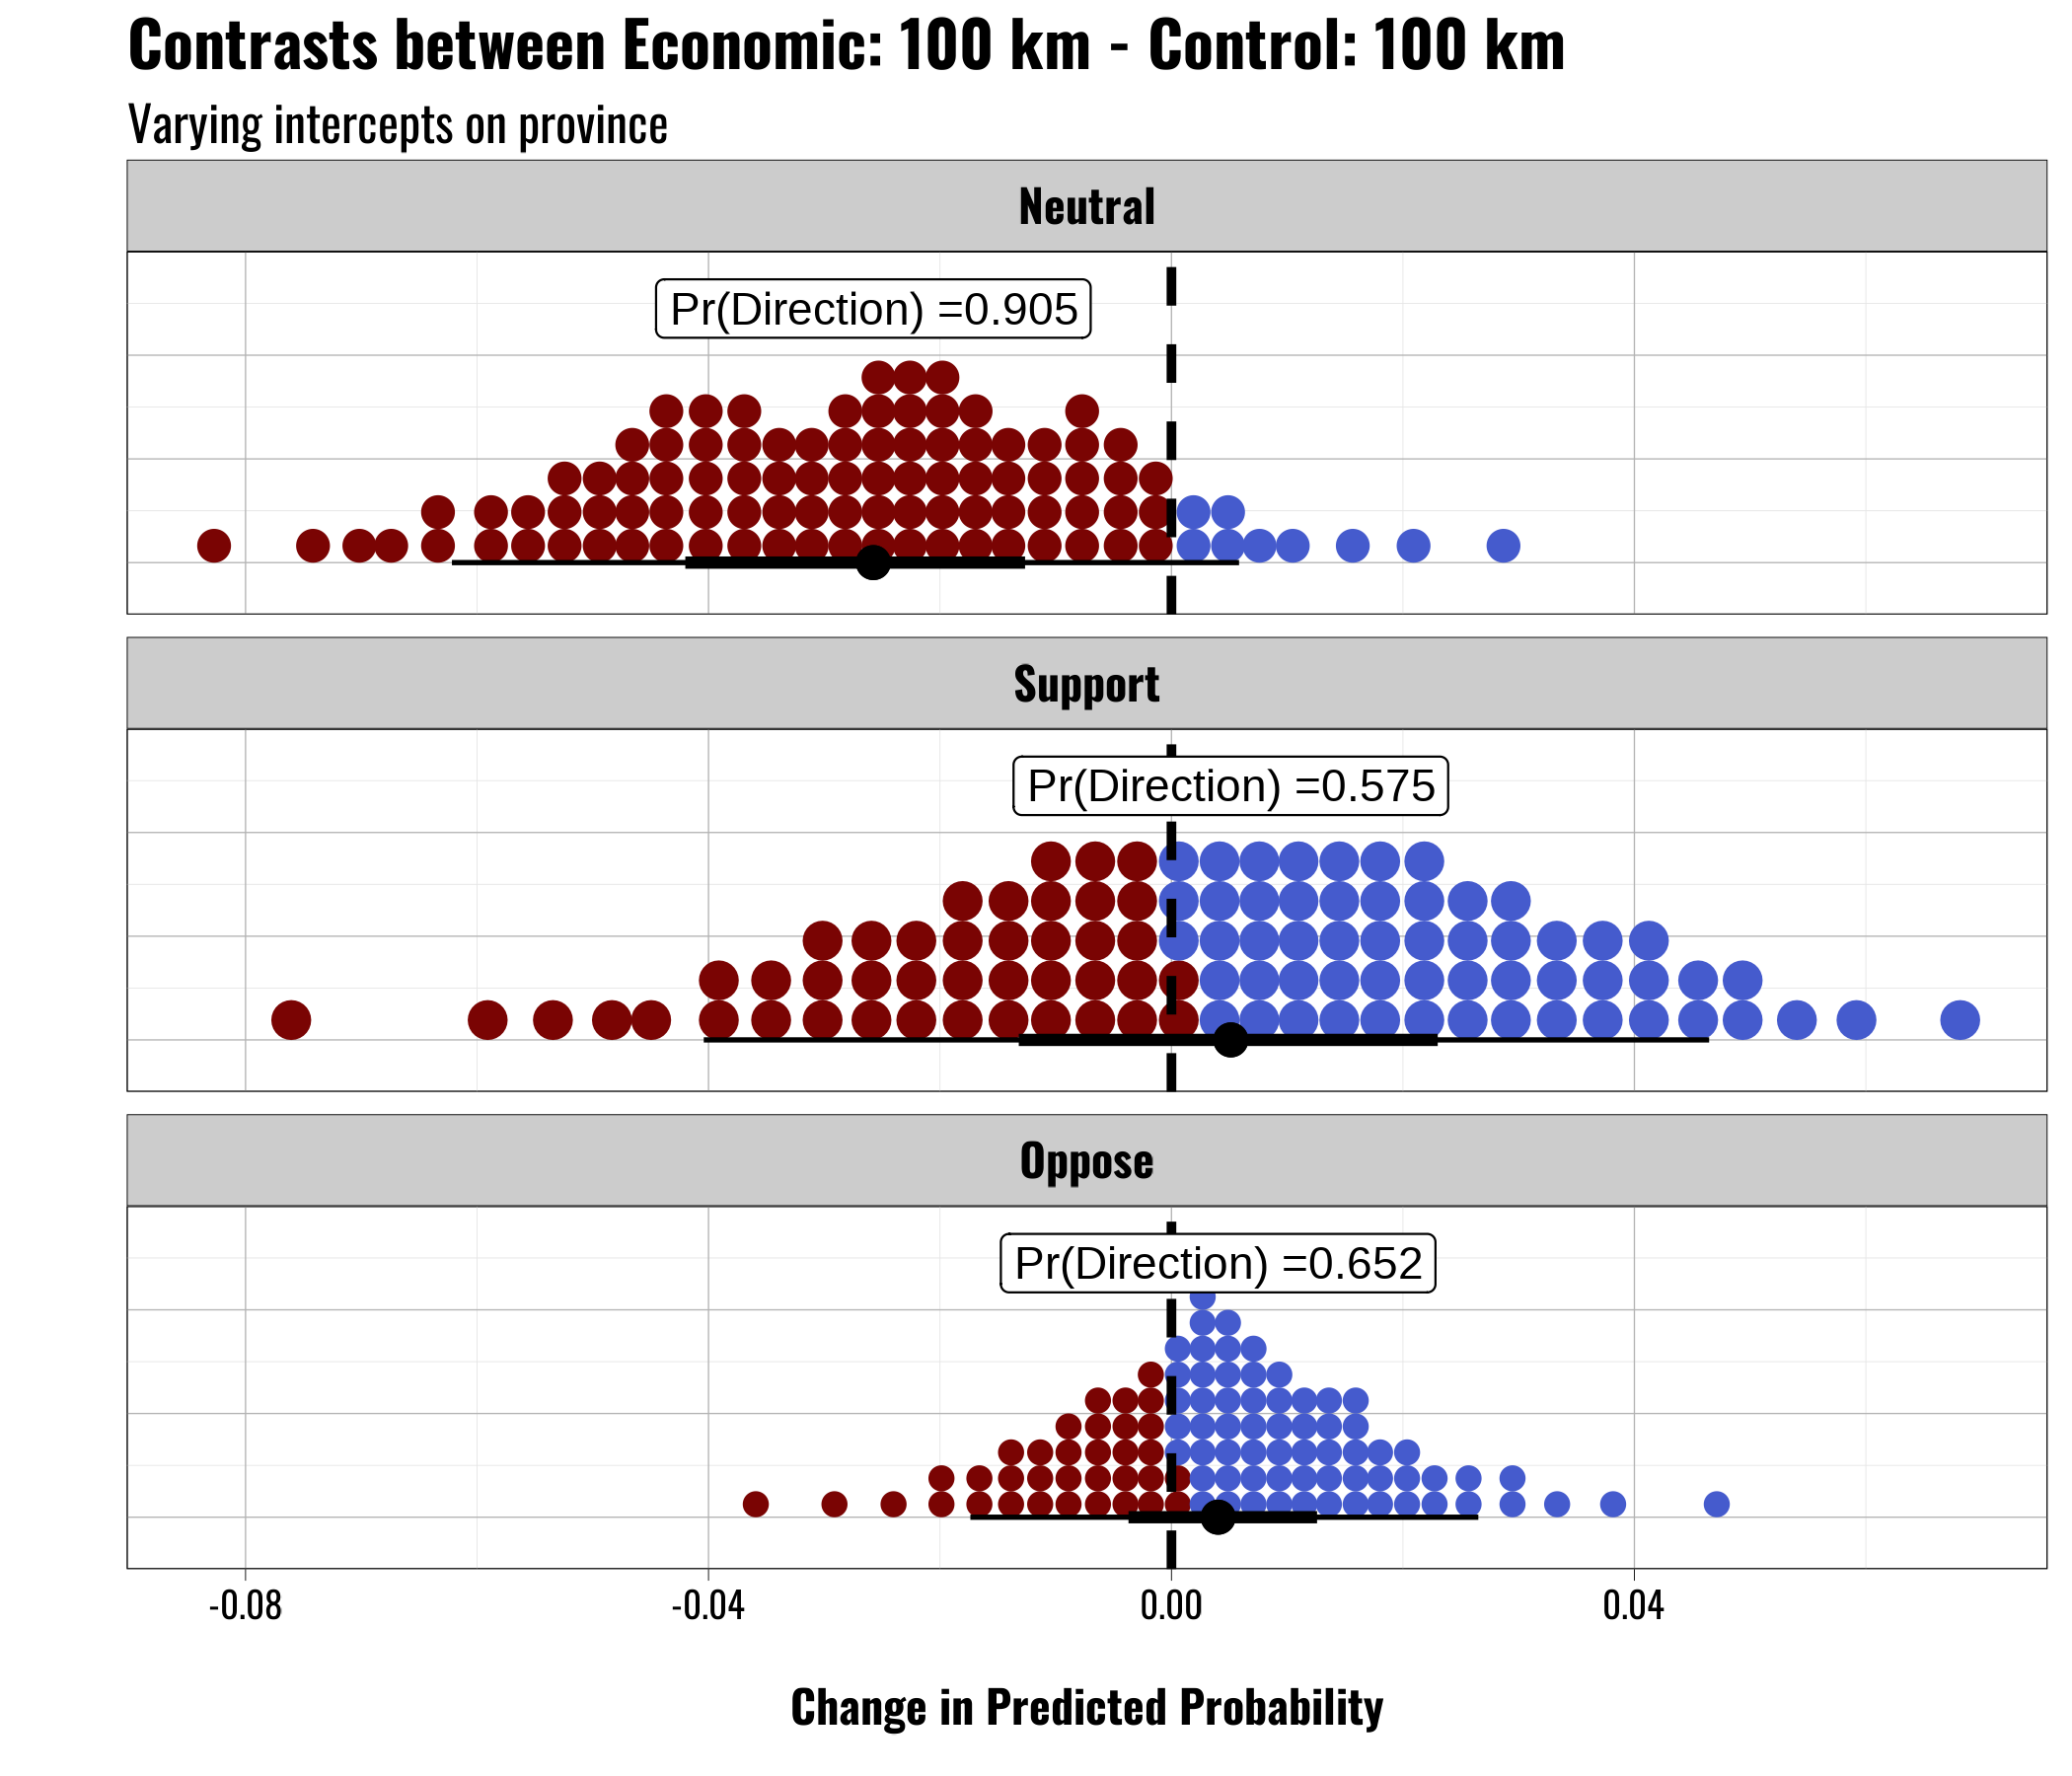 Contrasts between Economic: 100 km - Control: 100 km
Varying intercepts on province
Neutral
Pr(Direction) =0.905
Support
Pr(Direction) =0.575
Oppose
Pr(Direction) =0.652
-0.08 -0.04 0.00 0.04
Change in Predicted Probability